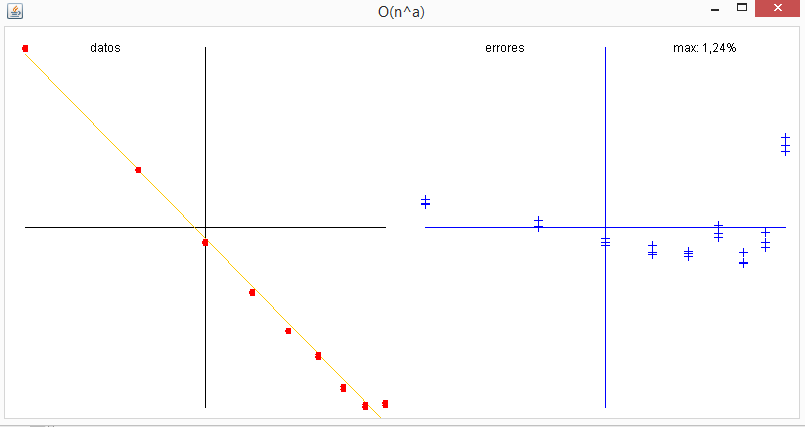 O(n^a)
datos
errores
max: 1,24%